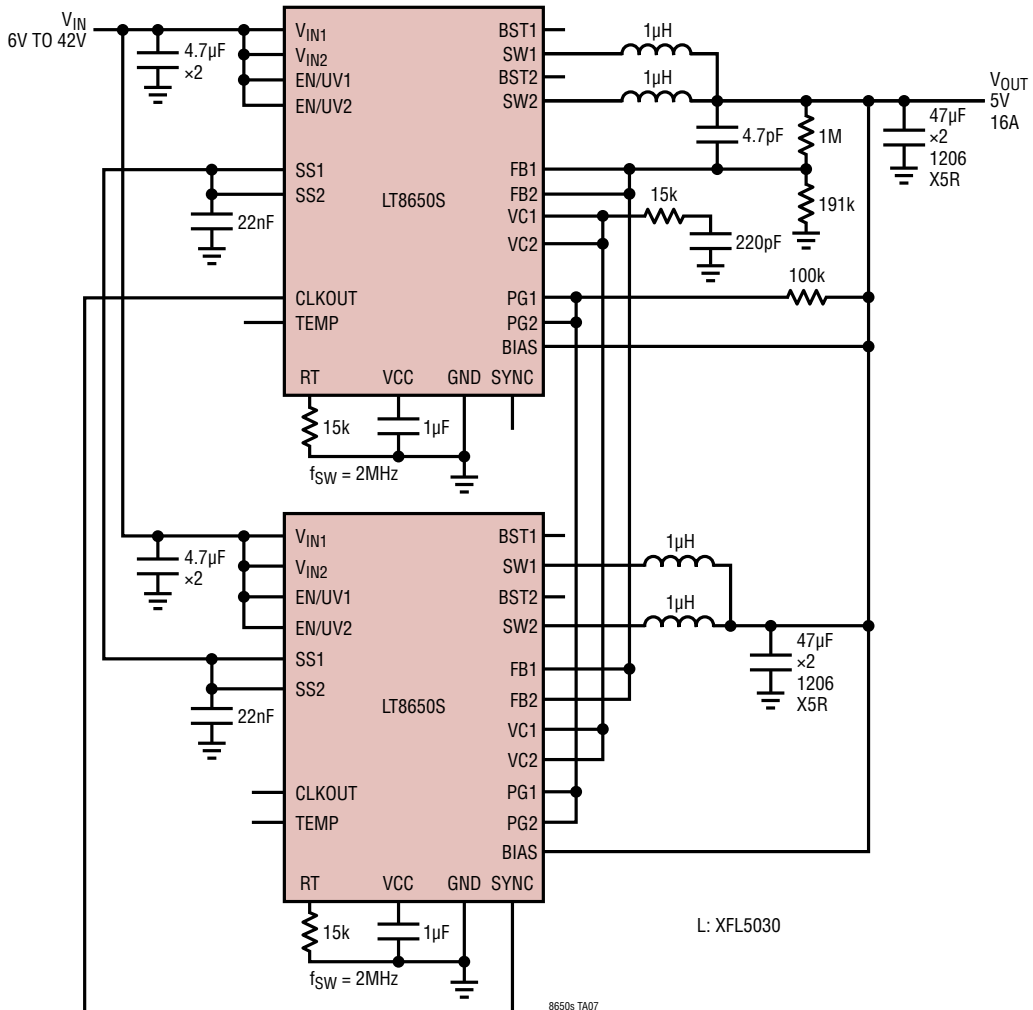 VIN
6V TO 42V
4.7µF
×2
VIN1
VIN2
EN/UV1
EN/UV2
SS1
SS2
22nF
LT8650S
CLKOUT
TEMP
RT
VCC
GND
SYNC
BST1
SW1
BST2
SW2
FB1
FB2
VC1
VC2
PG1
PG2
BIAS
1µH
1µH
4.7pF
1M
191k
15k
220pF
100k
47µF
×2
1206
X5R
VOUT
5V
16A
15k
1µF
fSW = 2MHz
4.7µF
×2
VIN1
VIN2
EN/UV1
EN/UV2
SS1
SS2
22nF
LT8650S
CLKOUT
TEMP
RT
VCC
GND
SYNC
BST1
SW1
BST2
SW2
FB1
FB2
VC1
VC2
PG1
PG2
BIAS
1µH
1µH
47µF
×2
1206
X5R
15k
1µF
fSW = 2MHz
L: XFL5030
8650s TA07